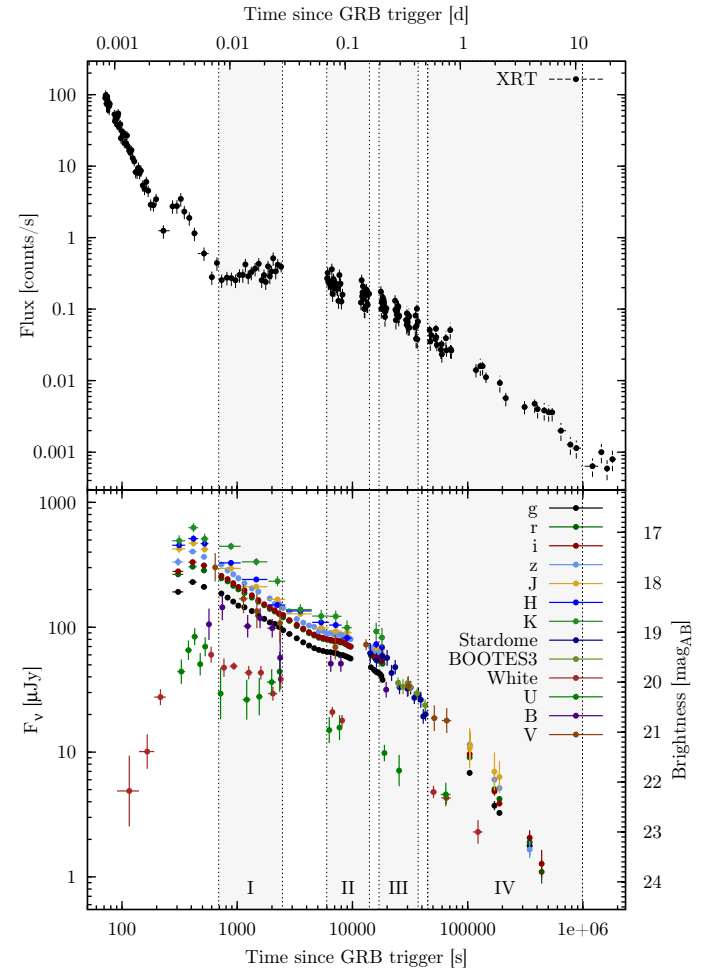 Time since GRB trigger [d]
0.001 0.01 0.1 1 10
XRT
100
10
1
0.1
0.01
0.001
Flux [counts/s]
1000
100
10
1
Fν [μJy]
g
r
i
z
J
H
K
Stardome
BOOTES3
White
U
B
V
17
18
19
20
21
22
23
24
Brightness [magAB]
I II III IV
100 1000 10000 100000 1e+06
Time since GRB trigger [s]